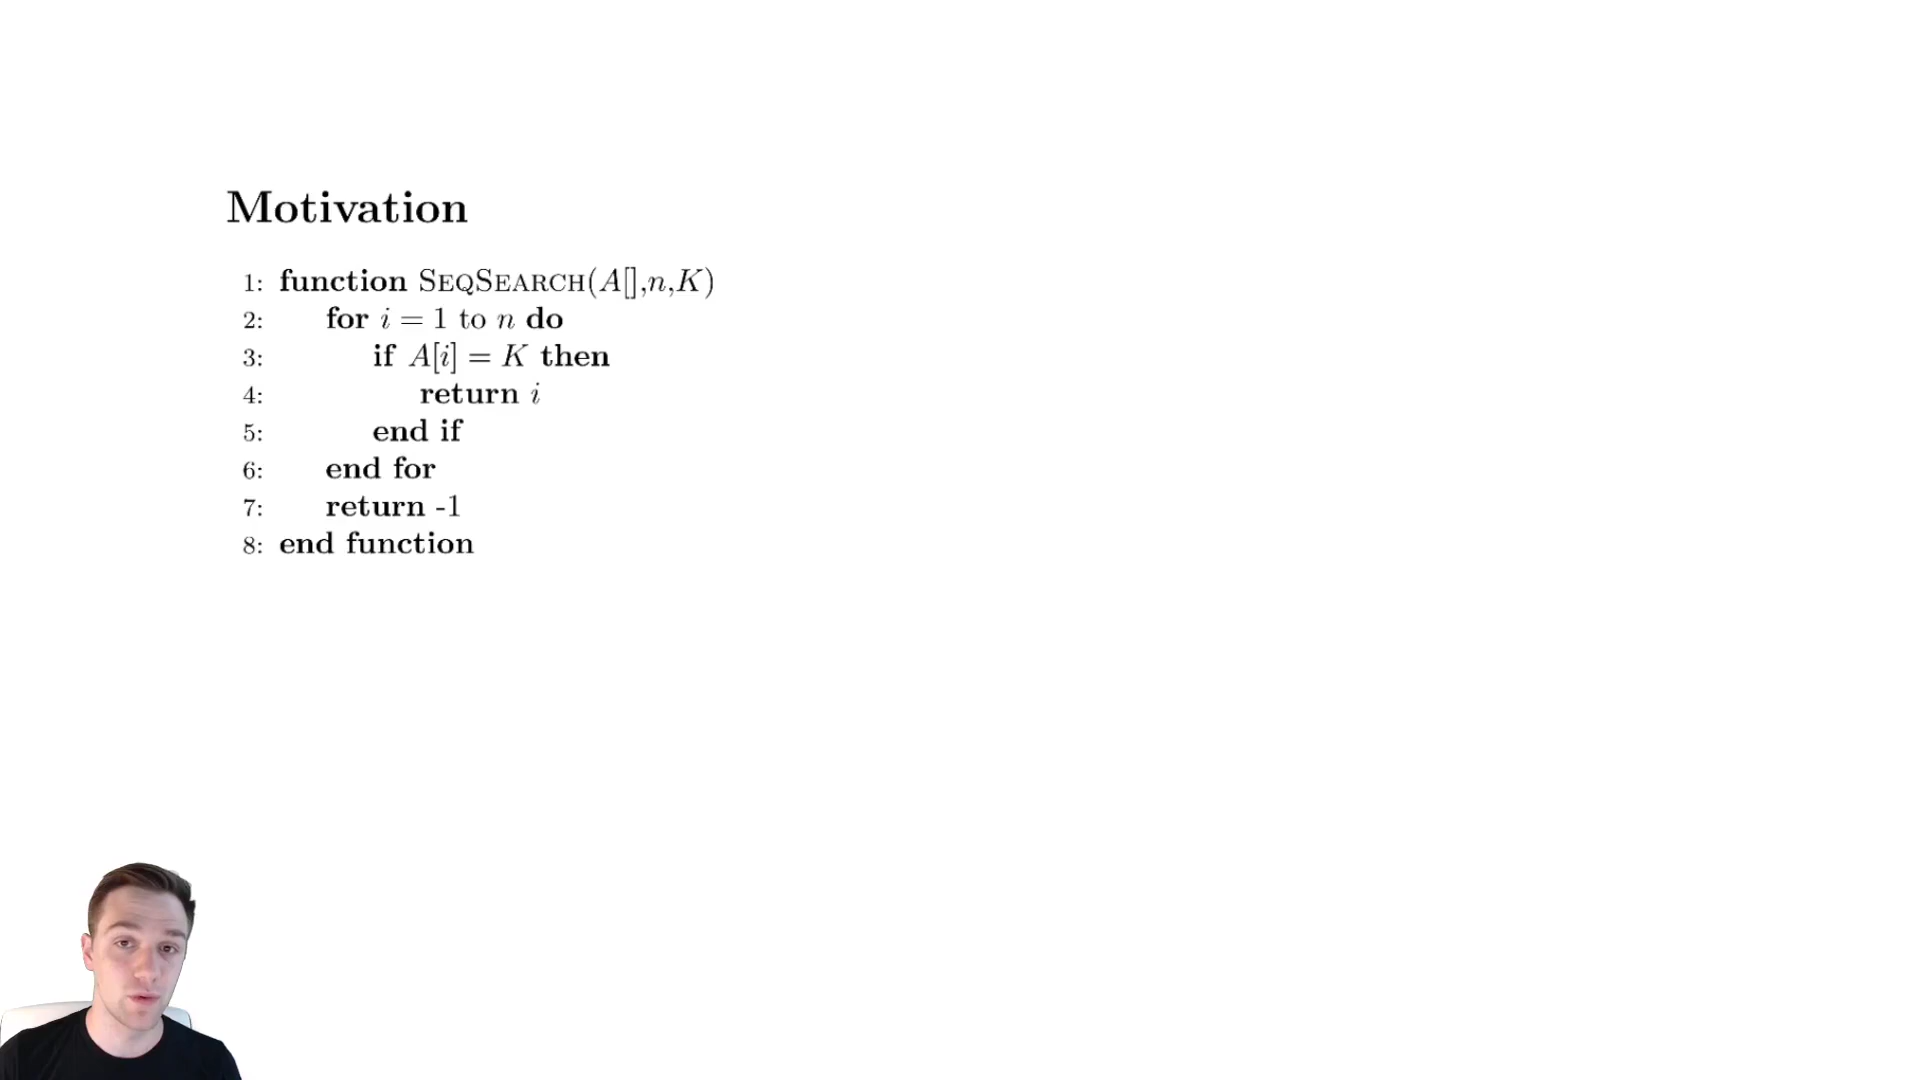 Motivation
1: function SEQSEARCH(A[],n,K)
2: for i = 1 to n do
3: if A[i] = K then
4: return i
5: end if
6: end for
7: return -1
8: end function